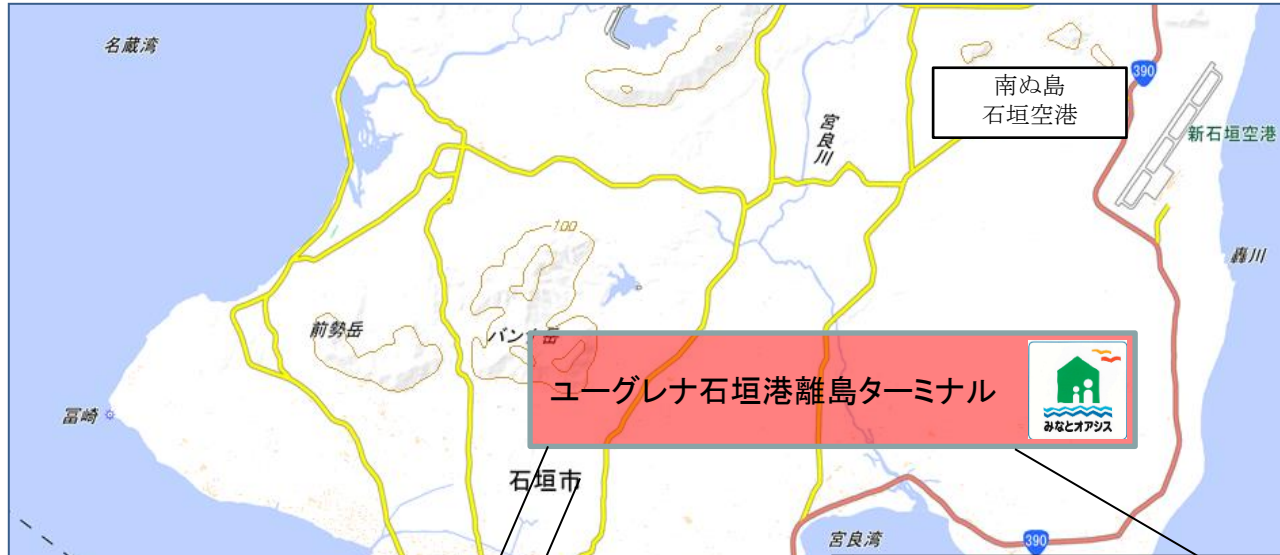 名蔵湾
390
南ぬ島
石垣空港
宮良川
新石垣空港
100
轟川
前勢岳
バンナ岳
ユーグレナ石垣港離島ターミナル
みなとオアシス
冨崎
石垣市
宮良湾
390